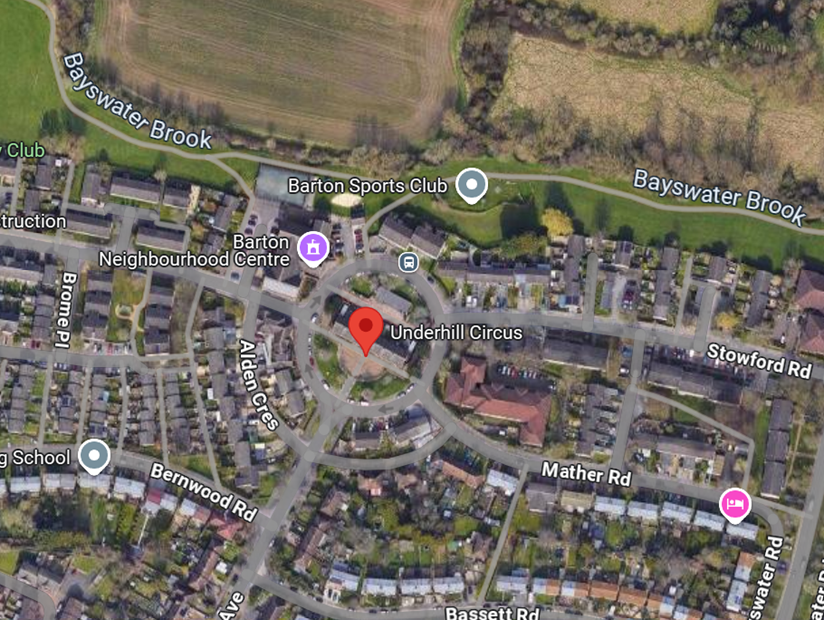 Bayswater Brook
y Club
Barton Sports Club
Bayswater Brook
struction
Barton
Neighbourhood Centre
Brome Pl
Underhill Circus
Alden Cres
Stowford Rd
g School
Bernwood Rd
Mather Rd
swater Rd
Ave
Bassett Rd